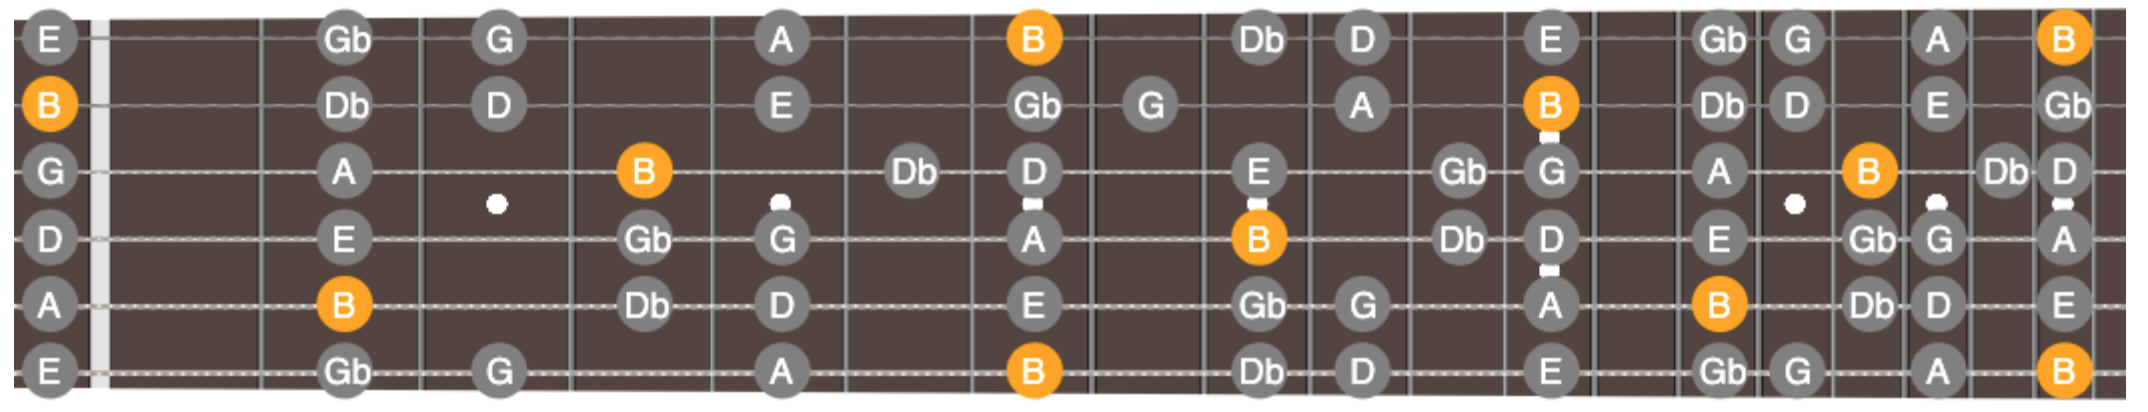 E Gb G A B Db D E Gb G A B
B Db D E Gb G A B Db D E Gb
G A B Db D E Gb G A B Db D
D E Gb G A B Db D E Gb G A
A B Db D E Gb G A B Db D E
E Gb G A B Db D E Gb G A B